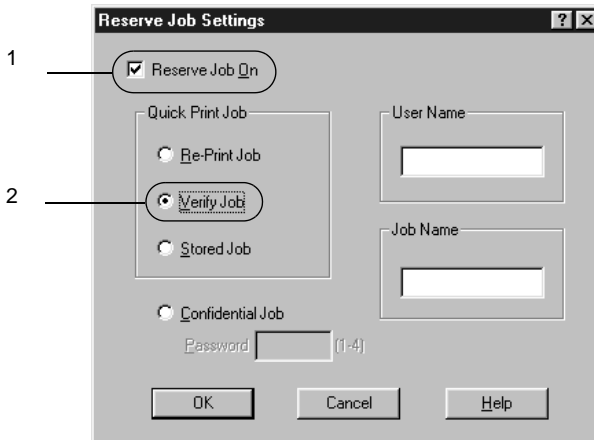 Reserve Job Settings
1
Reserve Job On
Quick Print Job
User Name
Re-Print Job
2
Verify Job
Job Name
Stored Job
Confidential Job
Password (1-4)
OK Cancel Help